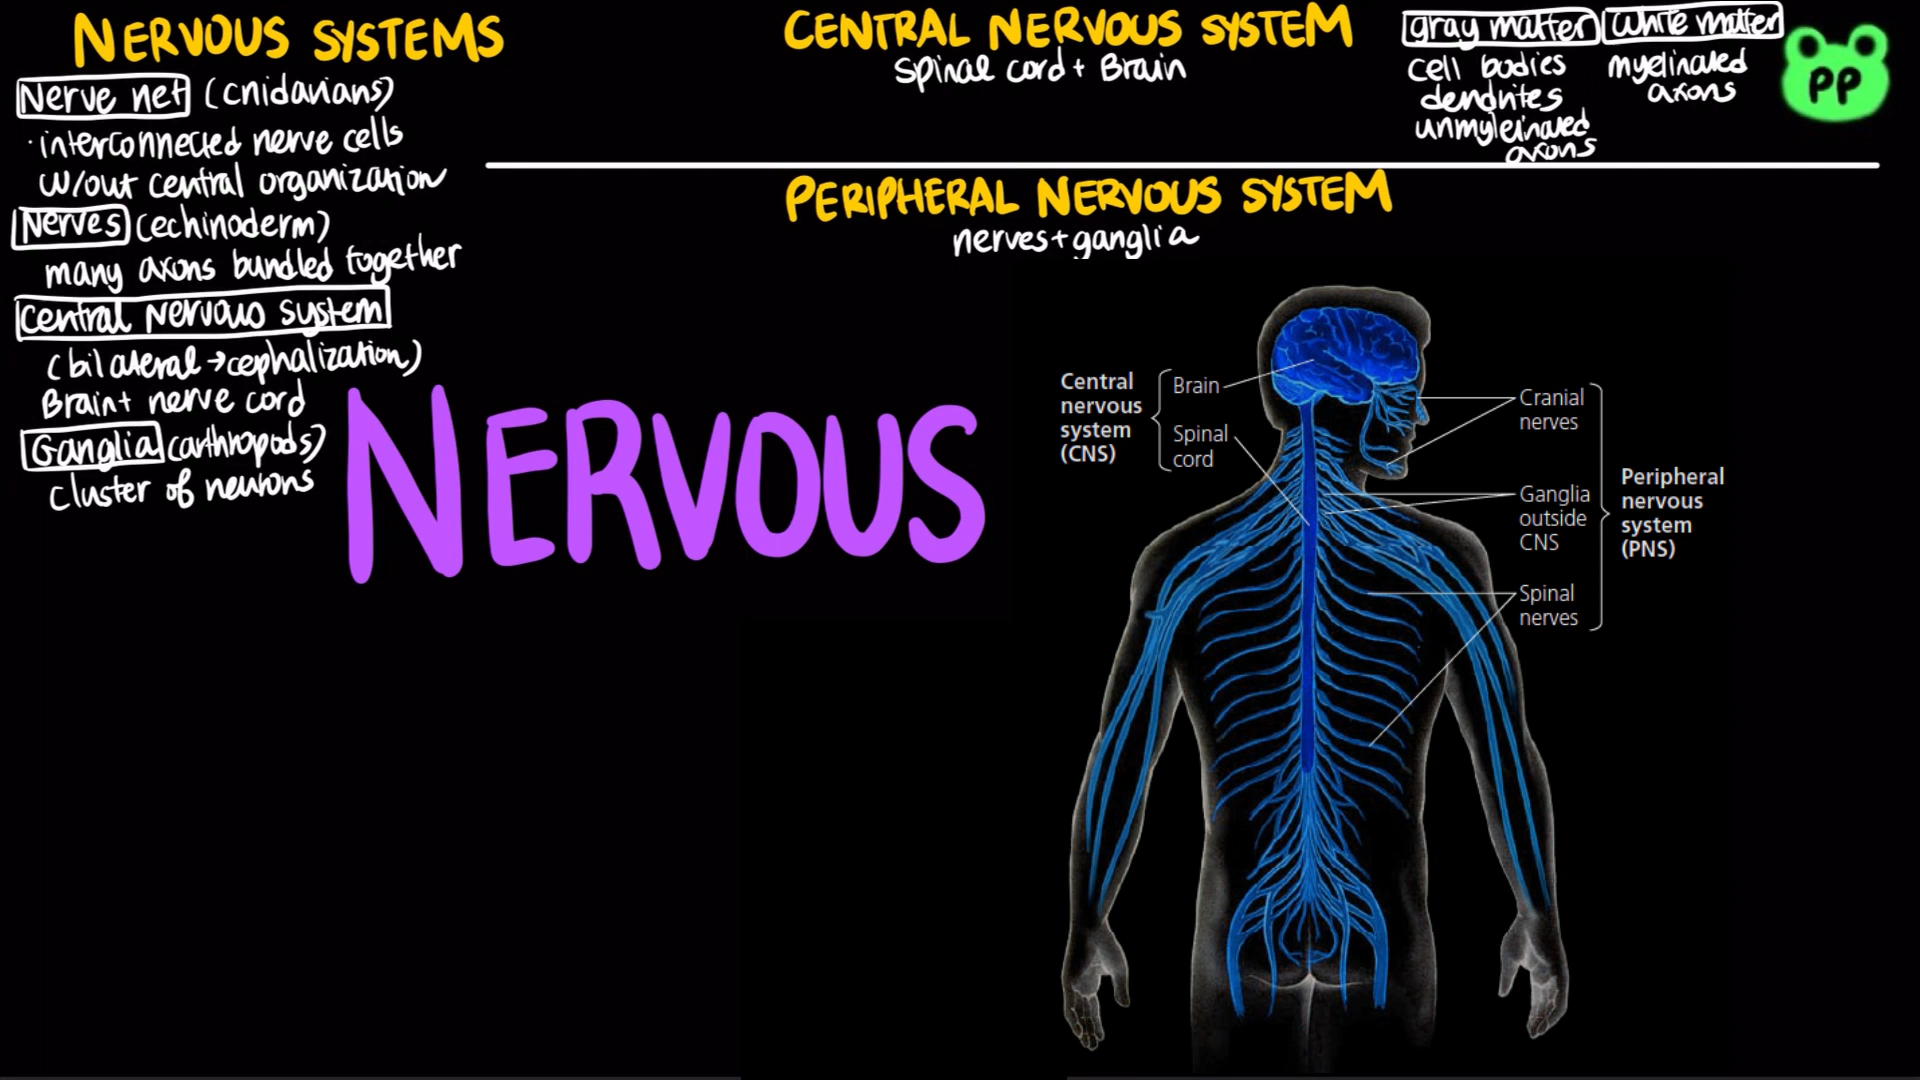 NERVOUS SYSTEMS
Nerve net (cnidarians)
· interconnected nerve cells
w/out central organization
Nerves (echinoderm)
many axons bundled together
Central Nervous system
(bilateral → cephalization)
Brain + nerve cord
Ganglia (arthropods)
cluster of neurons
NERVOUS
CENTRAL NERVOUS SYSTEM
Spinal cord + Brain
gray matter
cell bodies
dendrites
unmyleinated
axons
white matter
myelinated
axons
PP
PERIPHERAL NERVOUS SYSTEM
nerves + ganglia
Central
nervous
system
(CNS)
Brain
Spinal
cord
Cranial
nerves
Ganglia
outside
CNS
Spinal
nerves
Peripheral
nervous
system
(PNS)